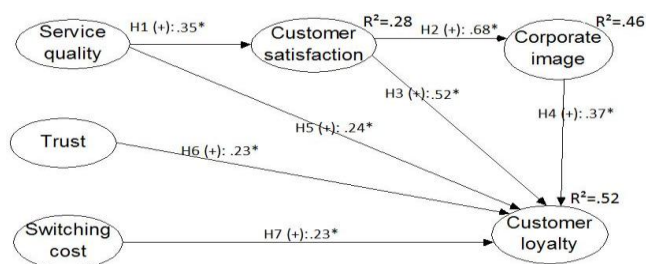 Service
quality
H1 (+):.35*
Customer
satisfaction
R²=.28
H2 (+): .68*
Corporate
image
R²=.46
H3 (+):.52*
H4 (+):.37*
H5 (+): .24*
Trust
H6 (+): .23*
Switching
cost
H7 (+):.23*
Customer
loyalty
R²=.52